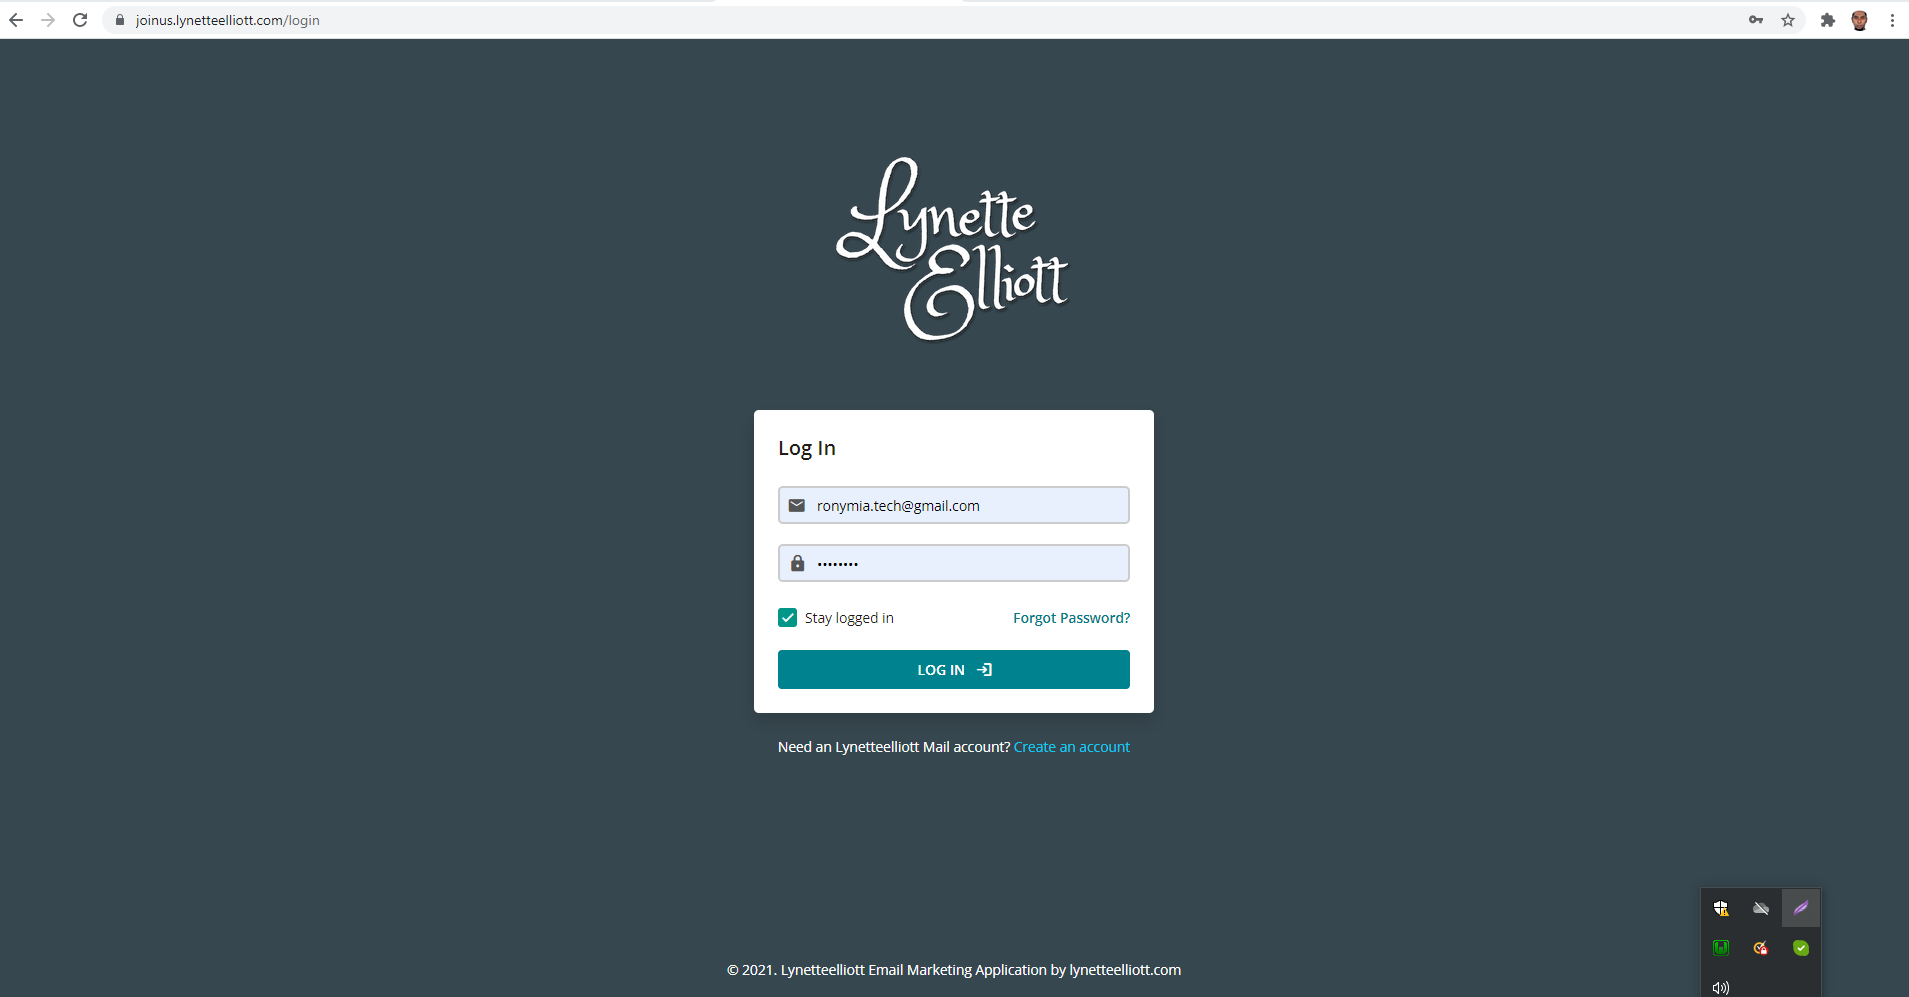 joinus.lynetteelliott.com/login
Lynette
Elliott
Log In
ronymia.tech@gmail.com
••••••••
Stay logged in Forgot Password?
LOG IN
Need an Lynetteelliott Mail account? Create an account
© 2021. Lynetteelliott Email Marketing Application by lynetteelliott.com